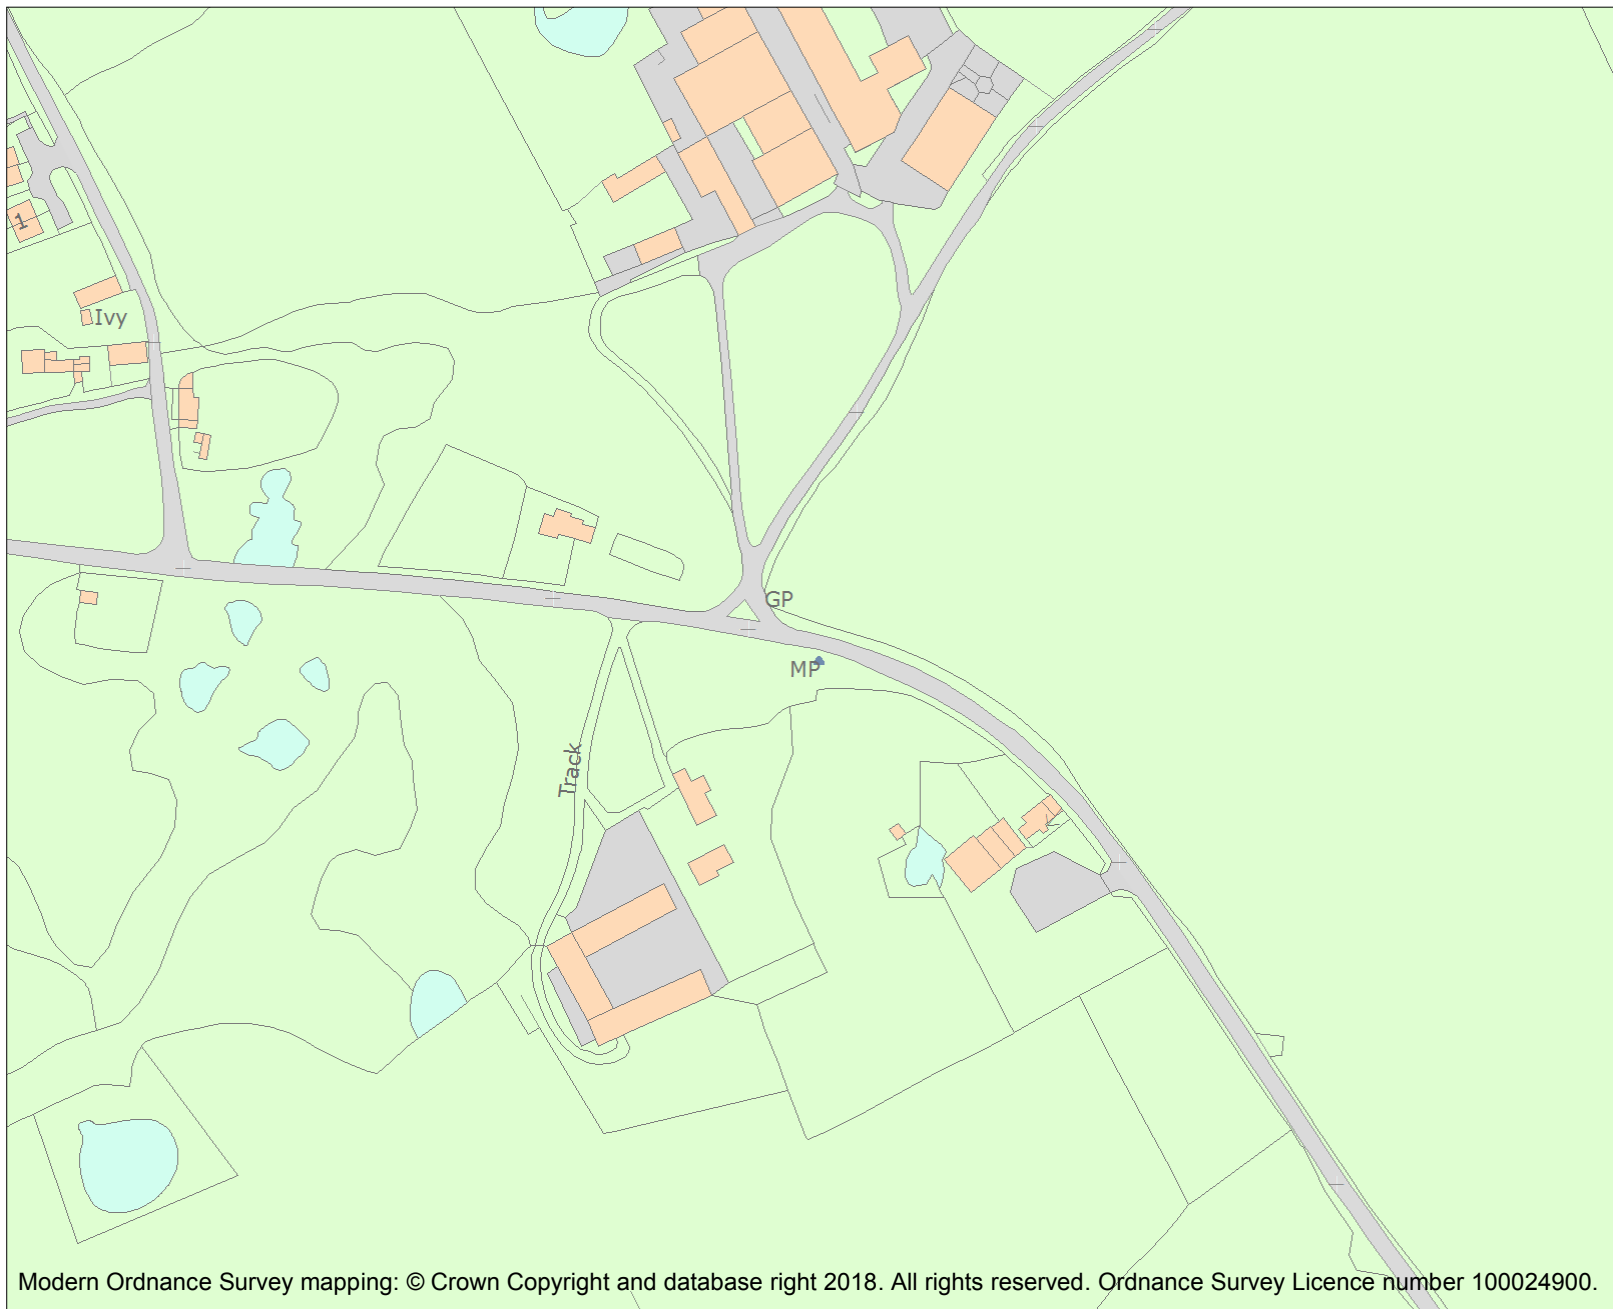 1
Ivy
GP
MP
Track
Modern Ordnance Survey mapping: © Crown Copyright and database right 2018. All rights reserved. Ordnance Survey Licence number 100024900.